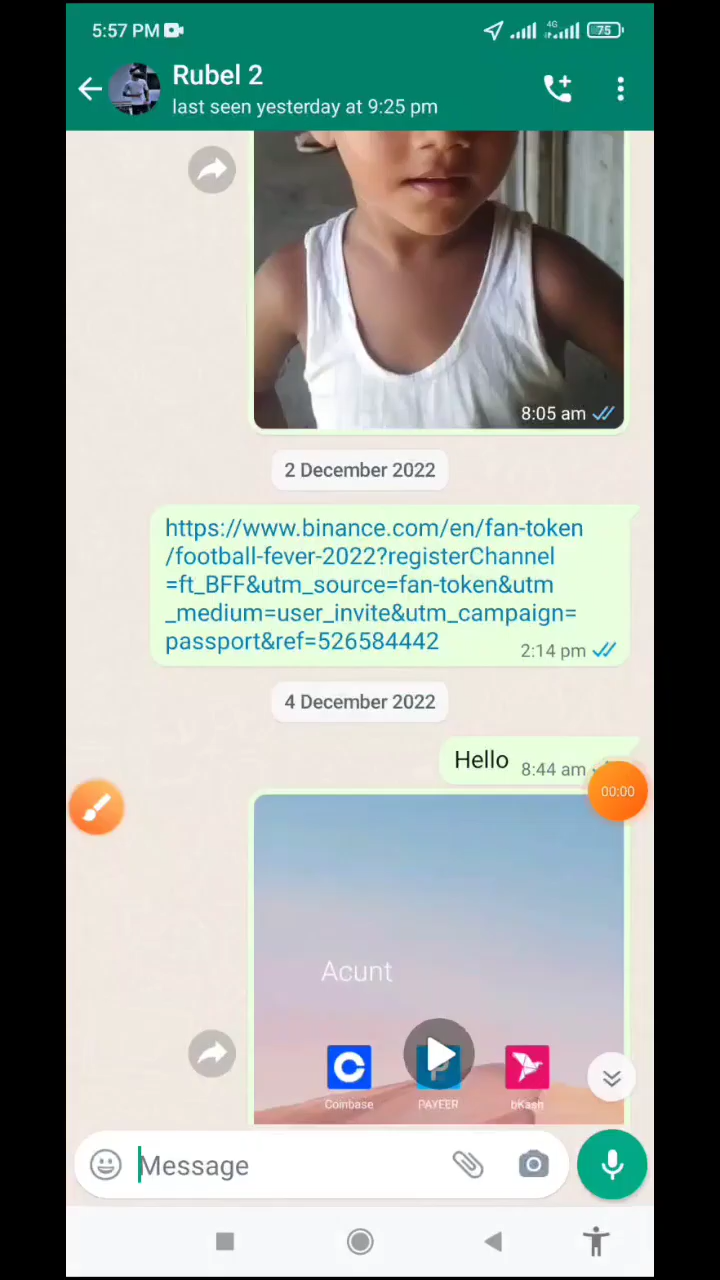 5:57 PM
4G
75
Rubel 2
last seen yesterday at 9:25 pm
8:05 am
2 December 2022
https://www.binance.com/en/fan-token
/football-fever-2022?registerChannel
=ft_BFF&utm_source=fan-token&utm
_medium=user_invite&utm_campaign=
passport&ref=526584442
2:14 pm
4 December 2022
Hello
8:44 am
00:00
Acunt
Coinbase
PAYEER
bKash
Message